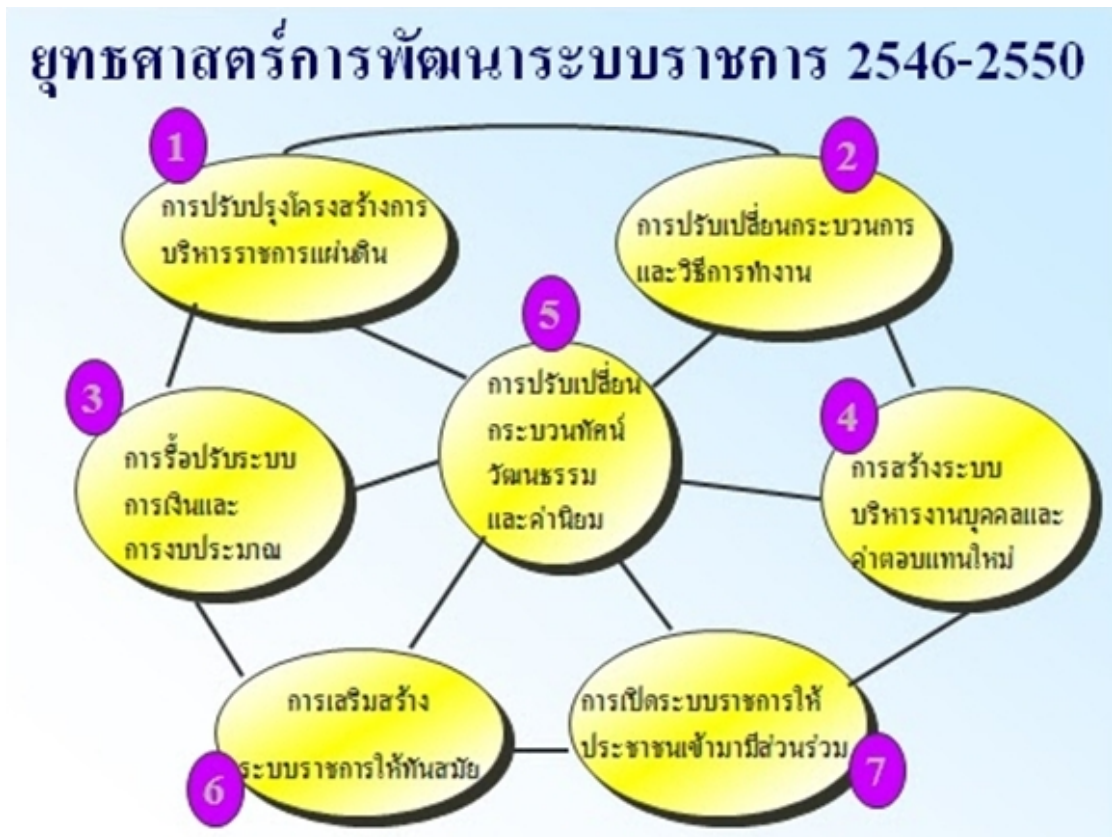 ยุทธศาสตร์การพัฒนาระบบราชการ 2546-2550
1
การปรับปรุงโครงสร้างการ
บริหารราชการแผ่นดิน
2
การปรับเปลี่ยนกระบวนการ
และวิธีการทำงาน
3
การรื้อปรับระบบ
การเงินและ
การงบประมาณ
4
การสร้างระบบ
บริหารงานบุคคลและ
ค่าตอบแทนใหม่
5
การปรับเปลี่ยน
กระบวนทัศน์
วัฒนธรรม
และค่านิยม
6
การเสริมสร้าง
ระบบราชการให้ทันสมัย
7
การเปิดระบบราชการให้
ประชาชนเข้ามามีส่วนร่วม